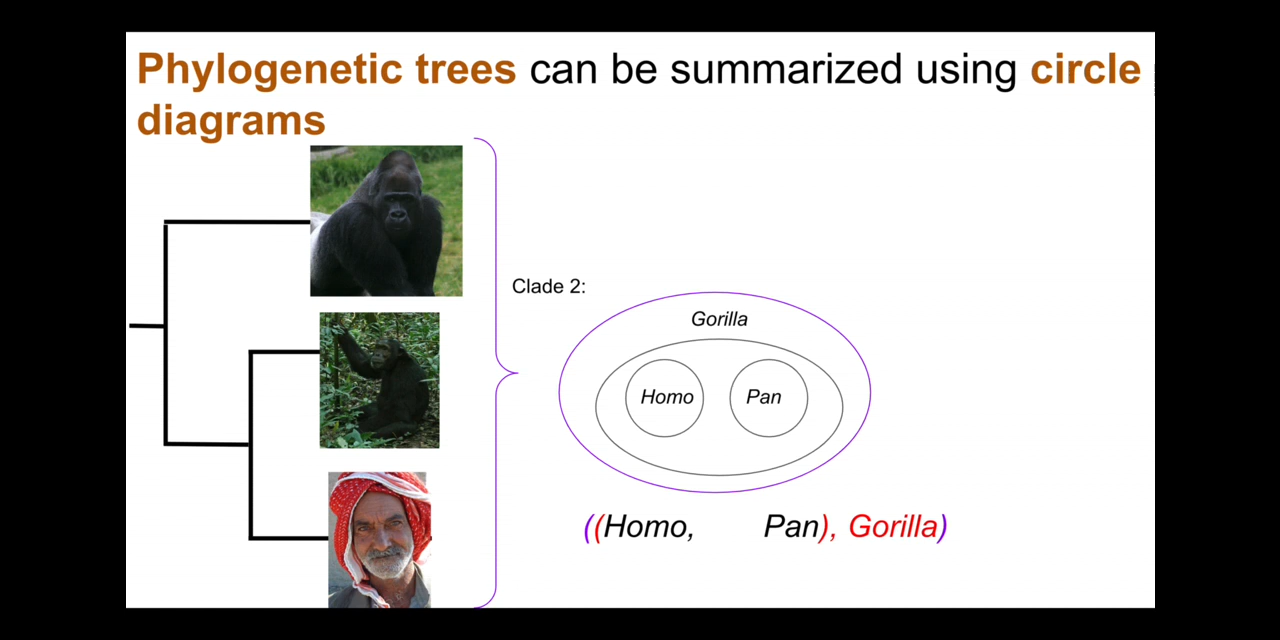 Phylogenetic trees can be summarized using circle
diagrams
Clade 2:
Gorilla
Homo
Pan
((Homo, Pan), Gorilla)